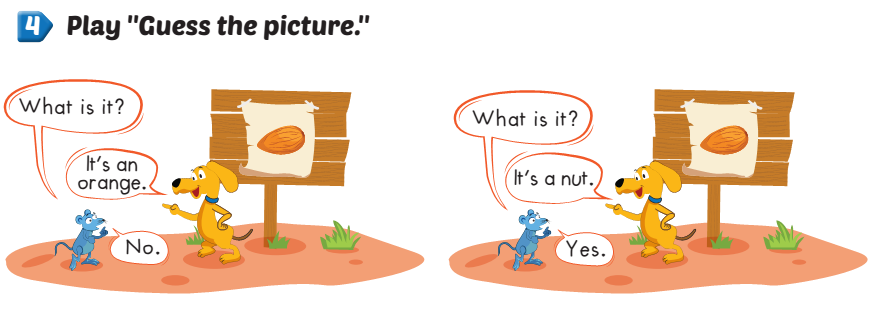 4 Play "Guess the picture."
What is it?
It's an
orange.
No.
What is it?
It's a nut.
Yes.